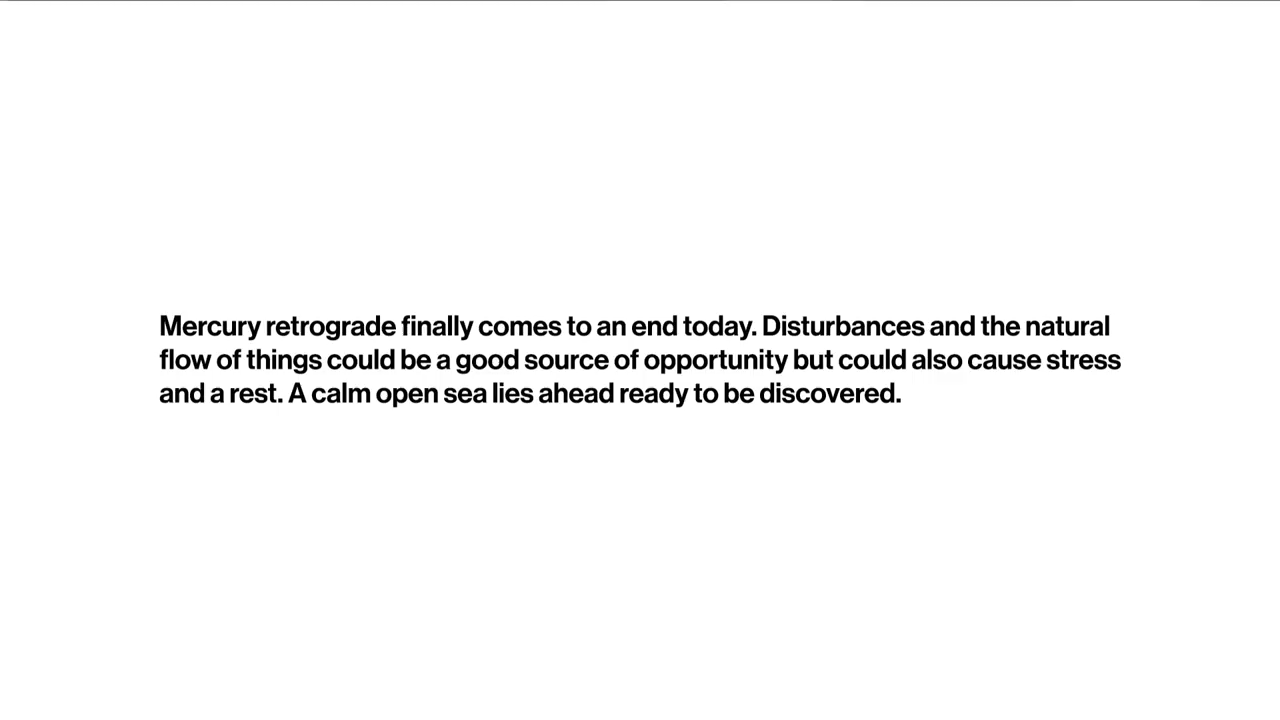 Mercury retrograde finally comes to an end today. Disturbances and the natural
flow of things could be a good source of opportunity but could also cause stress
and a rest. A calm open sea lies ahead ready to be discovered.